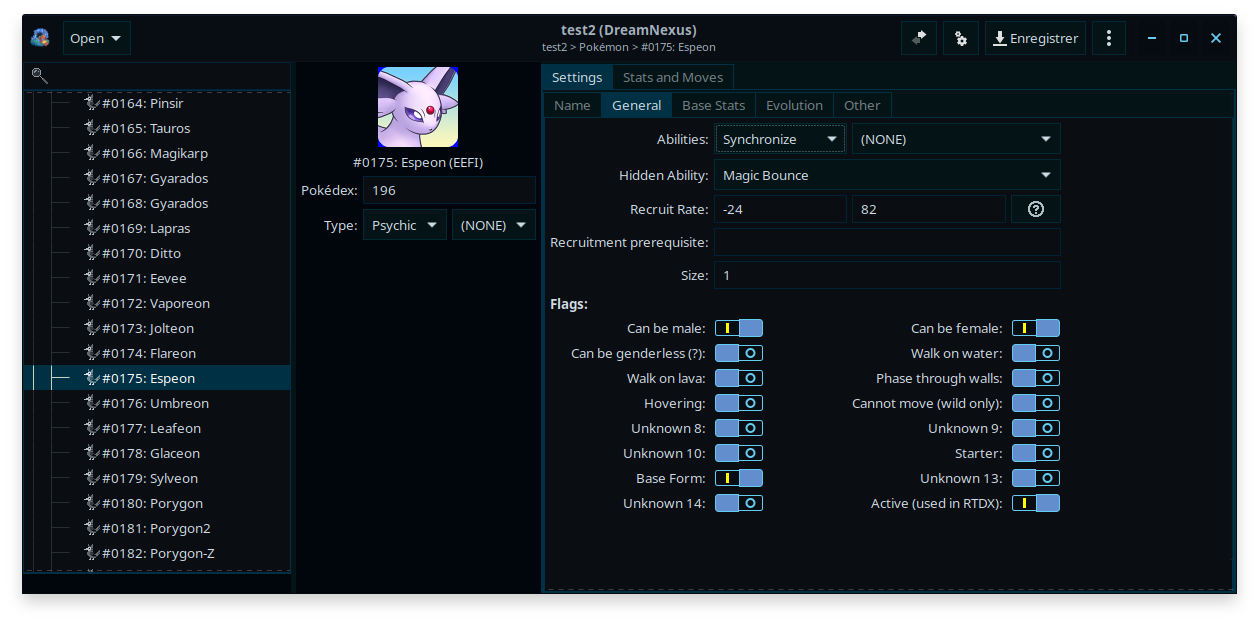 Open
test2 (DreamNexus)
test2 > Pokémon > #0175: Espeon
Enregistrer
#0164: Pinsir
#0165: Tauros
#0166: Magikarp
#0167: Gyarados
#0168: Gyarados
#0169: Lapras
#0170: Ditto
#0171: Eevee
#0172: Vaporeon
#0173: Jolteon
#0174: Flareon
#0175: Espeon
#0176: Umbreon
#0177: Leafeon
#0178: Glaceon
#0179: Sylveon
#0180: Porygon
#0181: Porygon2
#0182: Porygon-Z
#0175: Espeon (EEFI)
Pokédex: 196
Type: Psychic (NONE)
Settings Stats and Moves
Name General Base Stats Evolution Other
Abilities: Synchronize (NONE)
Hidden Ability: Magic Bounce
Recruit Rate: -24 82
Recruitment prerequisite:
Size: 1
Flags:
Can be male: Can be female:
Can be genderless (?): Walk on water:
Walk on lava: Phase through walls:
Hovering: Cannot move (wild only):
Unknown 8: Unknown 9:
Unknown 10: Starter:
Base Form: Unknown 13:
Unknown 14: Active (used in RTDX):